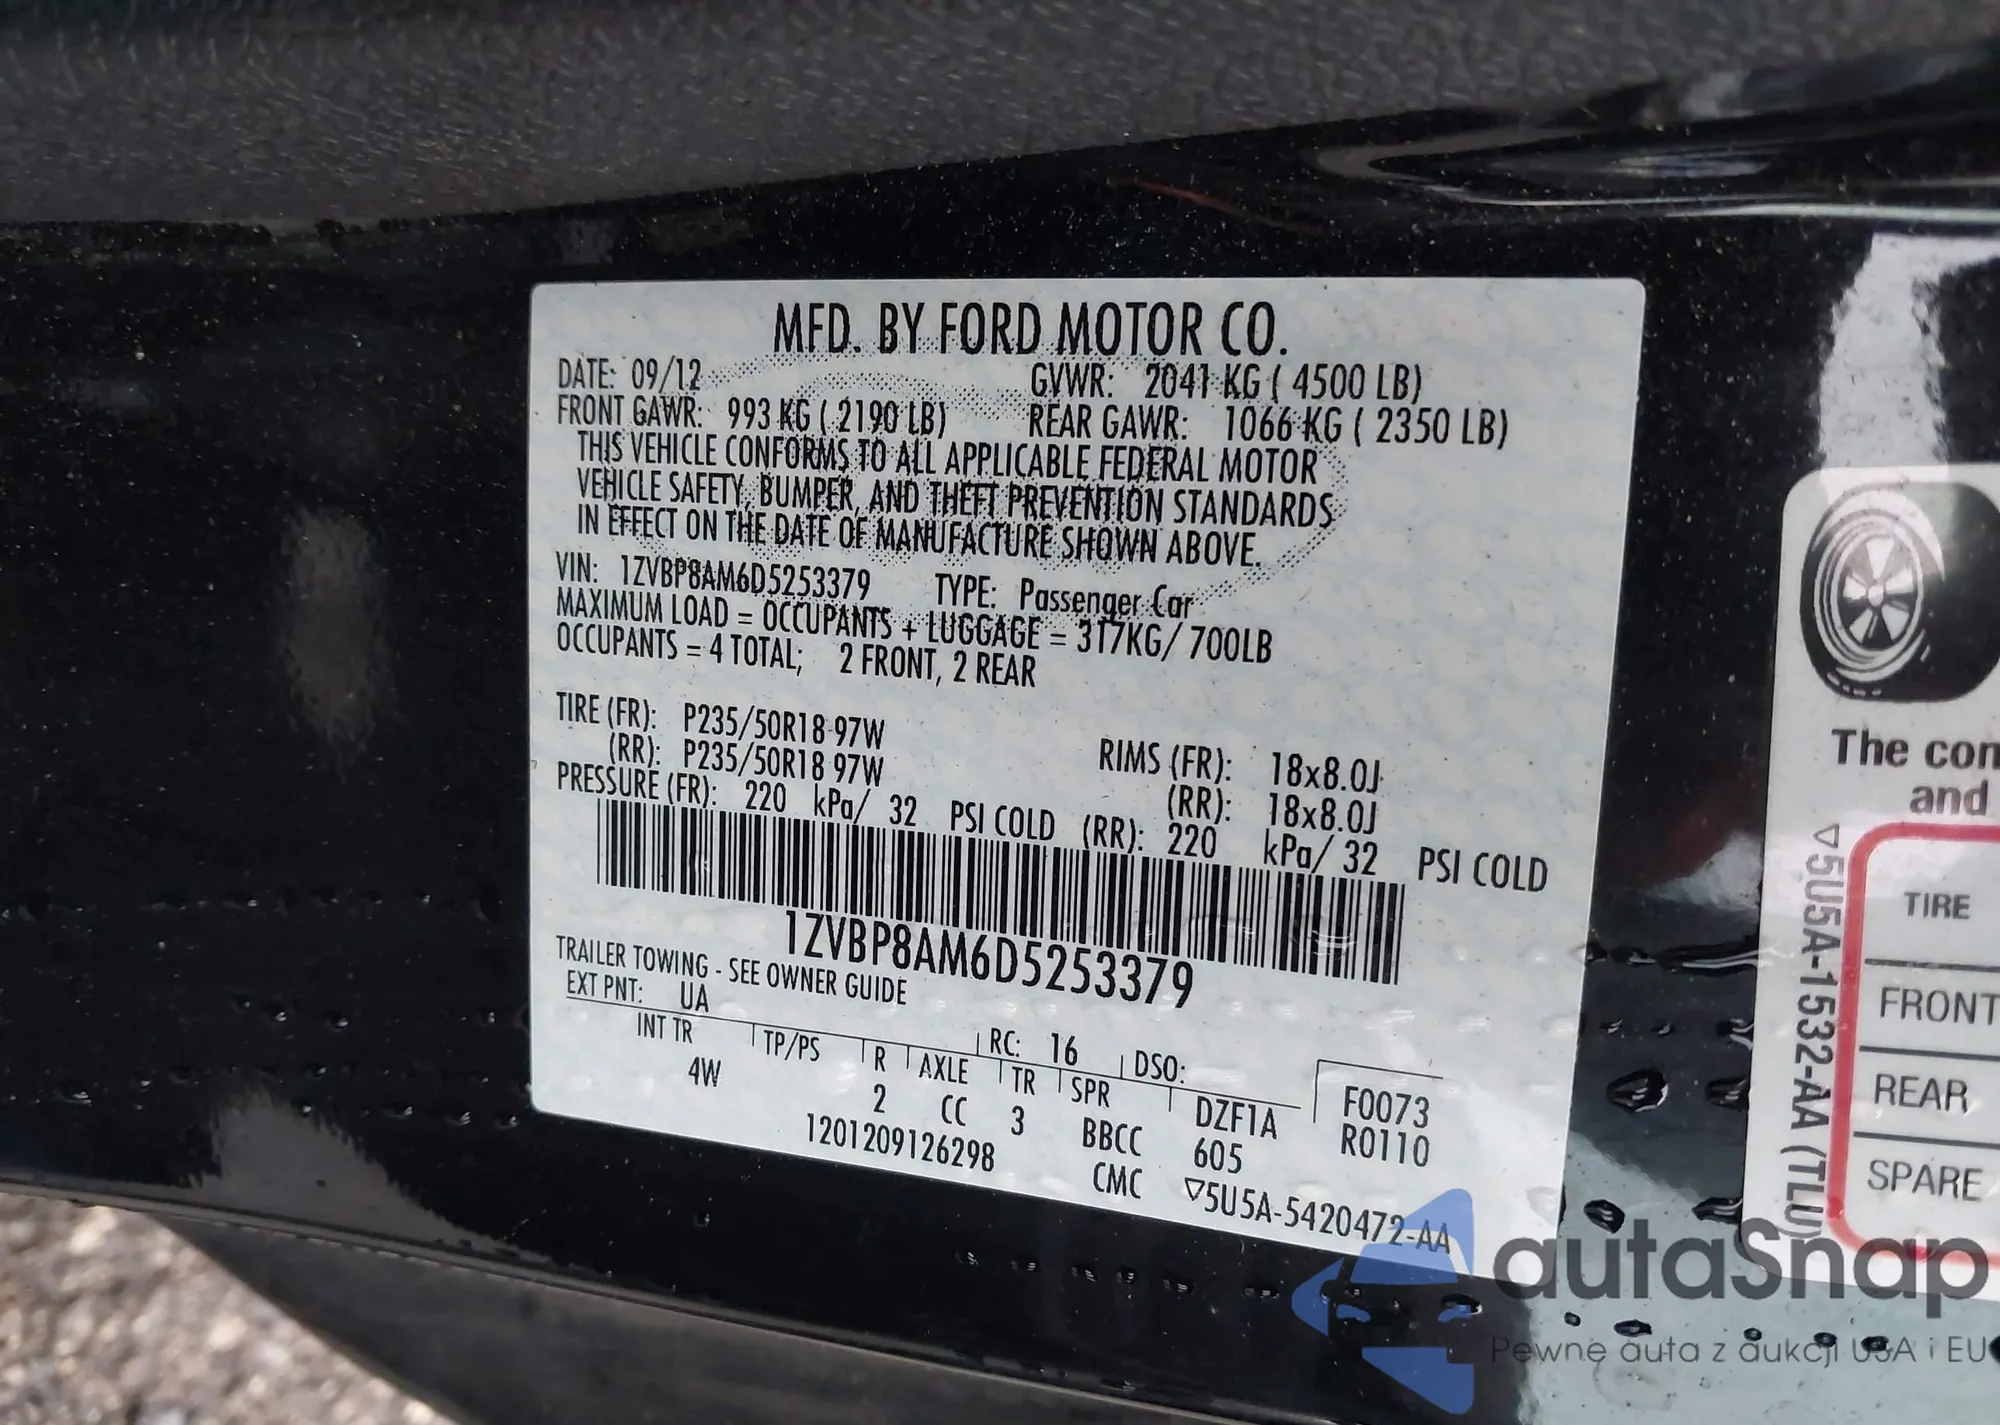 MFD. BY FORD MOTOR CO.
DATE: 09/12 GVWR: 2041 KG ( 4500 LB)
FRONT GAWR: 993 KG ( 2190 LB) REAR GAWR: 1066 KG ( 2350 LB)
THIS VEHICLE CONFORMS TO ALL APPLICABLE FEDERAL MOTOR
VEHICLE SAFETY, BUMPER, AND THEFT PREVENTION STANDARDS
IN EFFECT ON THE DATE OF MANUFACTURE SHOWN ABOVE.
VIN: 1ZVBP8AM6D5253379 TYPE: Passenger Car
MAXIMUM LOAD = OCCUPANTS + LUGGAGE = 317KG/ 700LB
OCCUPANTS = 4 TOTAL; 2 FRONT, 2 REAR
TIRE (FR): P235/50R18 97W RIMS (FR): 18x8.0J
(RR): P235/50R18 97W (RR): 18x8.0J
PRESSURE (FR): 220 kPa/ 32 PSI COLD (RR): 220 kPa/ 32 PSI COLD
1ZVBP8AM6D5253379
TRAILER TOWING - SEE OWNER GUIDE
EXT PNT: UA RC: 16 DSO:
INT TR TP/PS R AXLE TR SPR DZF1A F0073
4W 2 CC 3 BBCC 605 R0110
1201209126298 CMC ▽5U5A-5420472-AA
The con
and
▽5U5A-1532-AA (TLU)
TIRE
FRONT
REAR
SPARE
autaSnap
Pewne auta z aukcji USA i EU